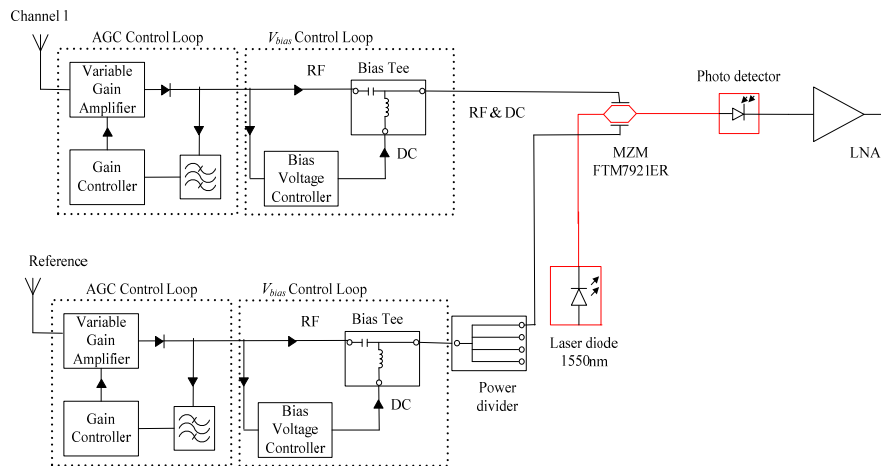 Channel 1
AGC Control Loop
Vbias Control Loop
Variable
Gain
Amplifier
RF
Bias Tee
RF & DC
Photo detector
LNA
MZM
FTM7921ER
Gain
Controller
Bias
Voltage
Controller
DC
Reference
AGC Control Loop
Vbias Control Loop
Variable
Gain
Amplifier
RF
Bias Tee
Gain
Controller
Bias
Voltage
Controller
DC
Power
divider
Laser diode
1550nm